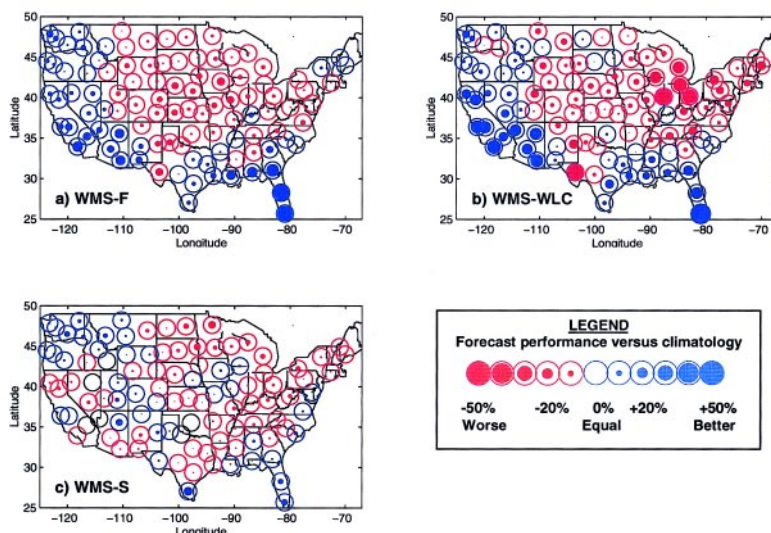 50
45
40
35
30
25
Latitude
a) WMS-F
-120 -110 -100 -90 -80 -70
Longitude
50
45
40
35
30
25
Latitude
b) WMS-WLC
-120 -110 -100 -90 -80 -70
Longitude
50
45
40
35
30
25
Latitude
c) WMS-S
-120 -110 -100 -90 -80 -70
Longitude
LEGEND
Forecast performance versus climatology
-50% -20% 0% +20% +50%
Worse Equal Better